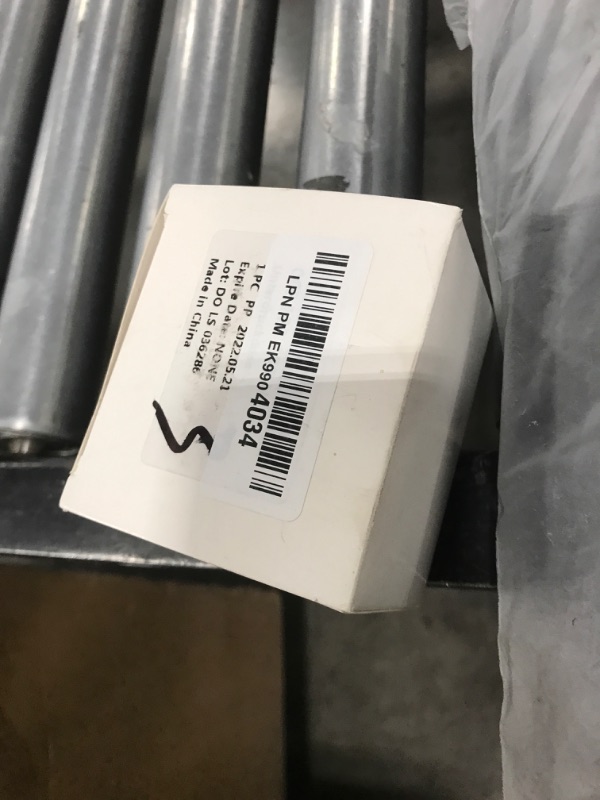 LPN PM EK9904034
1 PC PP 2022.05.21
Expire Date: NONE
Lot: DO LS 036286
Made in China
S